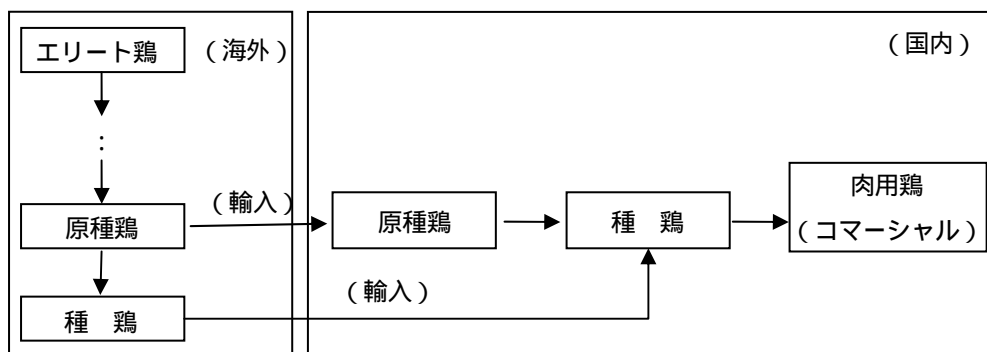 エリート鶏
(海外)
(国内)
:
(輸入)
原種鶏
原種鶏
種 鶏
肉用鶏
(コマーシャル)
(輸入)
種 鶏